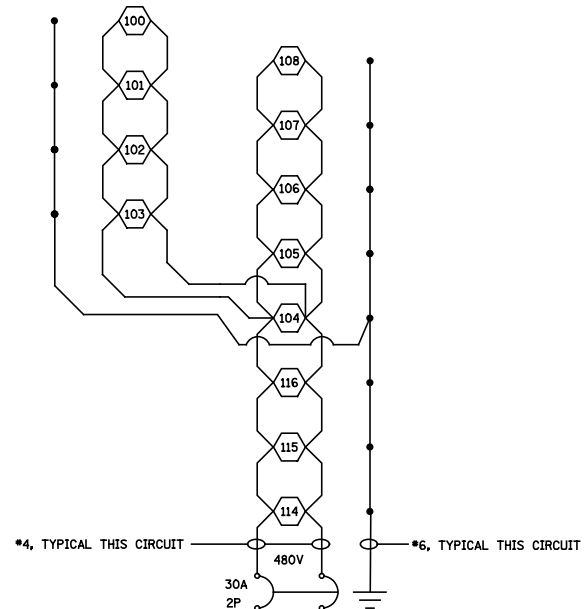 100
101
102
103
108
107
106
105
104
116
115
114
#4, TYPICAL THIS CIRCUIT
#6, TYPICAL THIS CIRCUIT
480V
30A
2P